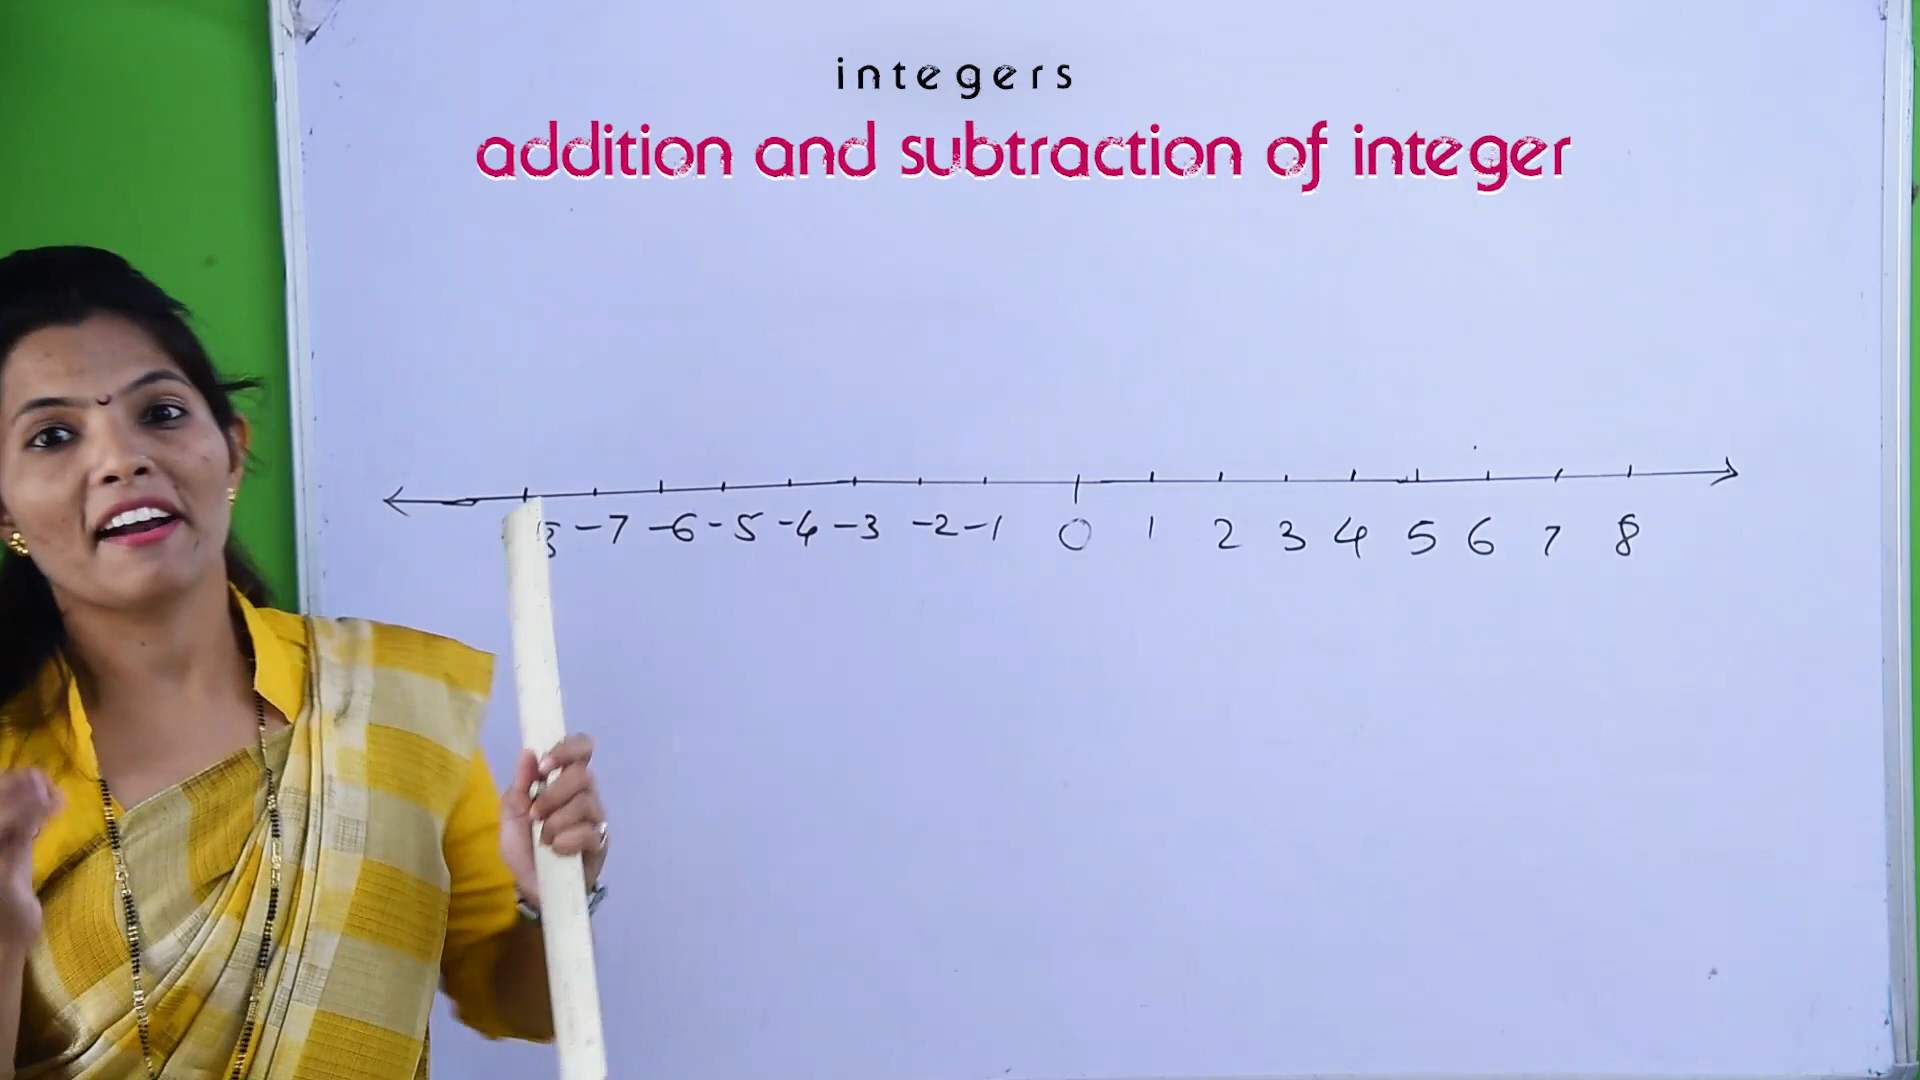 integers
addition and subtraction of integer
8 -7 -6 -5 -4 -3 -2 -1 0 1 2 3 4 5 6 7 8